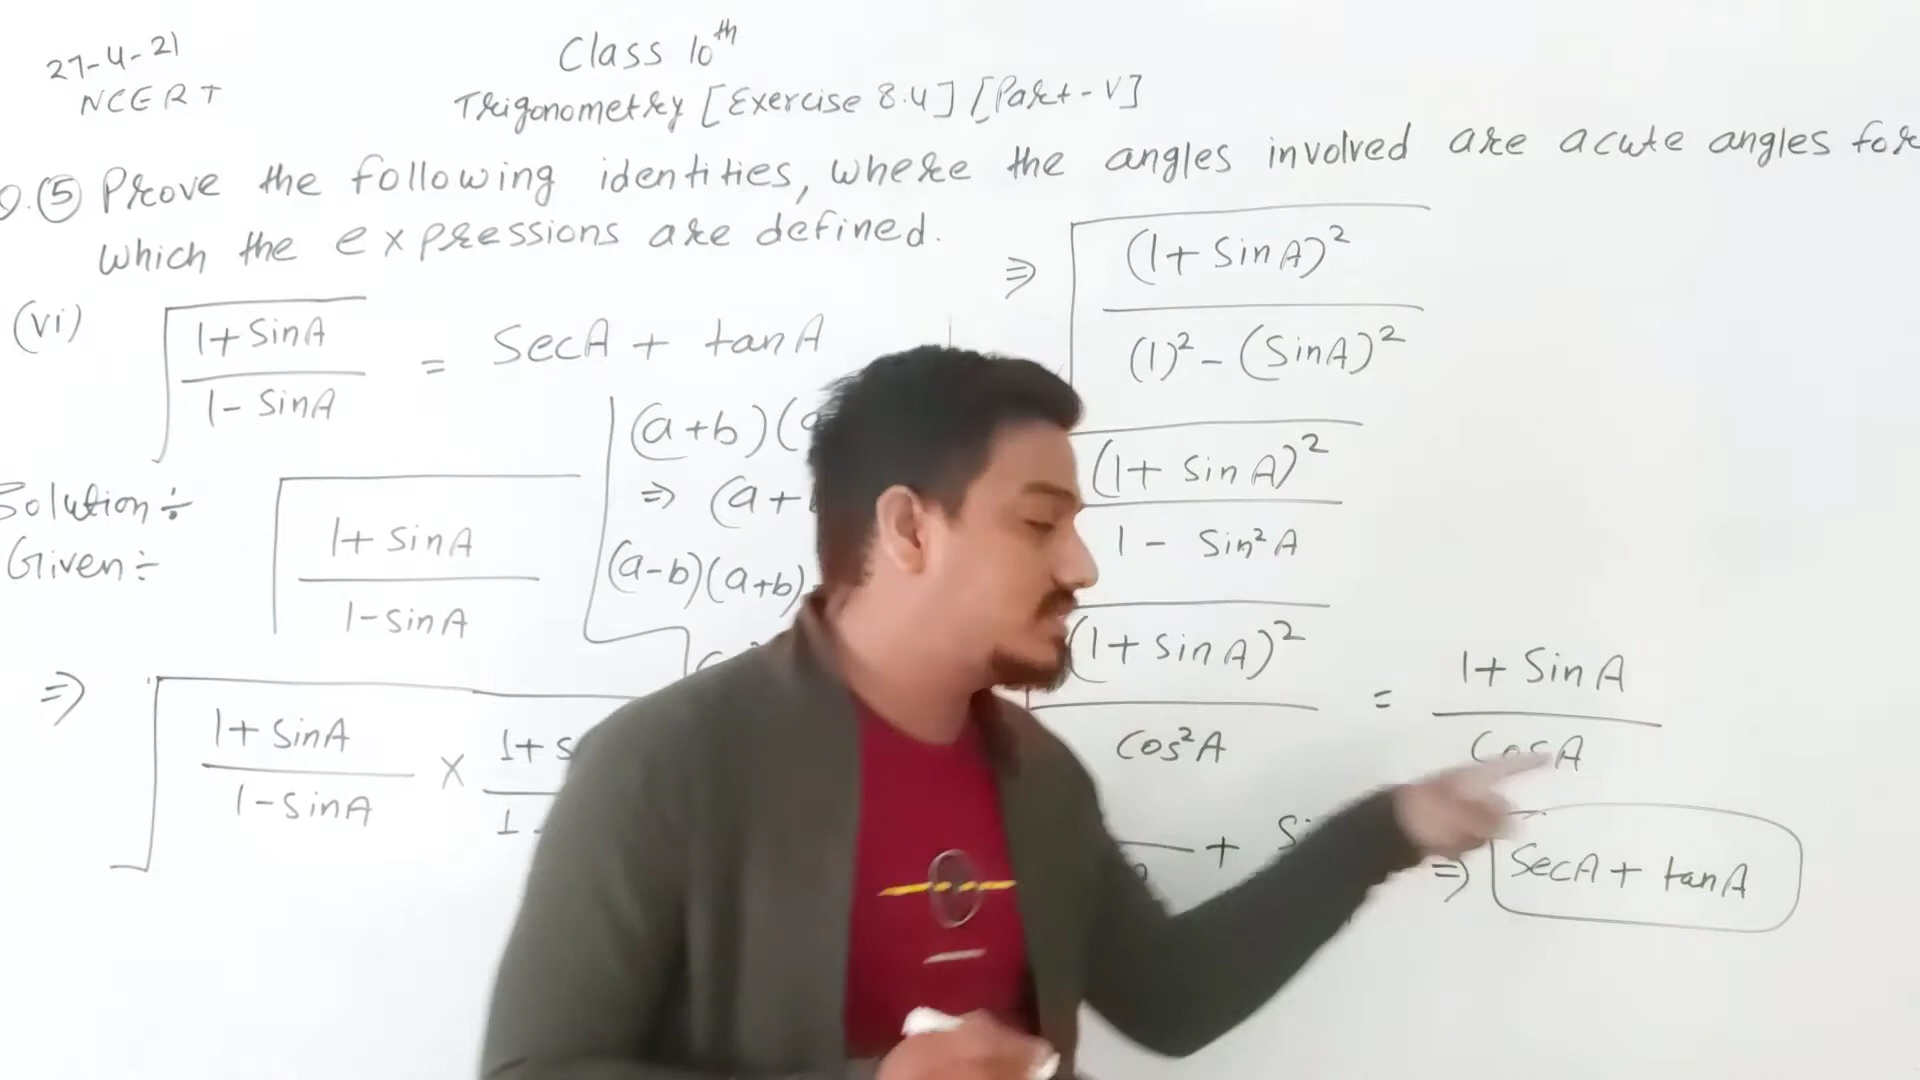 27-4-21
NCERT
Class 10th
Trigonometry [Exercise 8.4] [Part-V]
Q.⑤ Prove the following identities, where the angles involved are acute angles for
which the expressions are defined.
(vi) √(1+SinA / 1-SinA) = SecA + tanA
Solution÷
Given÷
√(1+SinA / 1-SinA)
(a+b)(
⇒ (a+
(a-b)(a+b)
⇒ √(1+SinA / 1-SinA ×
⇒ √((1+SinA)² / (1)²-(SinA)²)
(1+SinA)² / 1-Sin²A
(1+SinA)² / Cos²A = 1+SinA / CosA
+
⇒ SecA + tanA